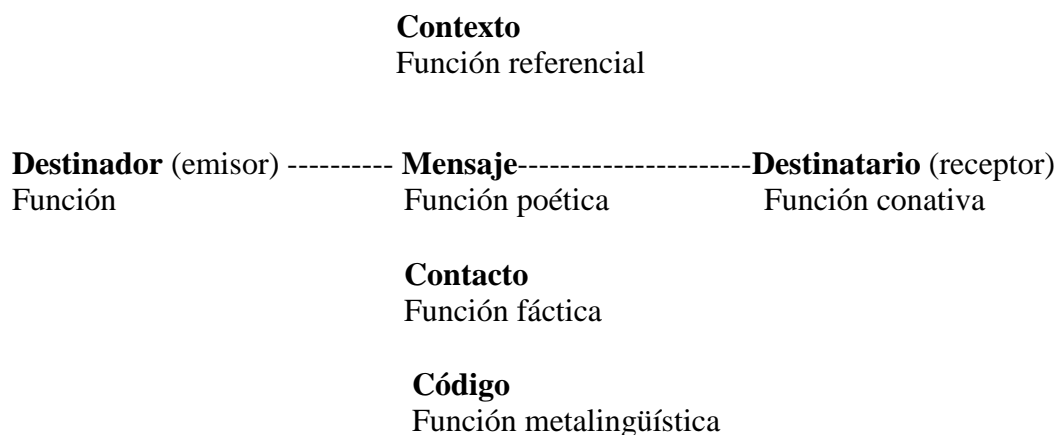 Contexto
Función referencial
Destinador (emisor) ---------- Mensaje----------------------Destinatario (receptor)
Función Función poética Función conativa
Contacto
Función fáctica
Código
Función metalingüística